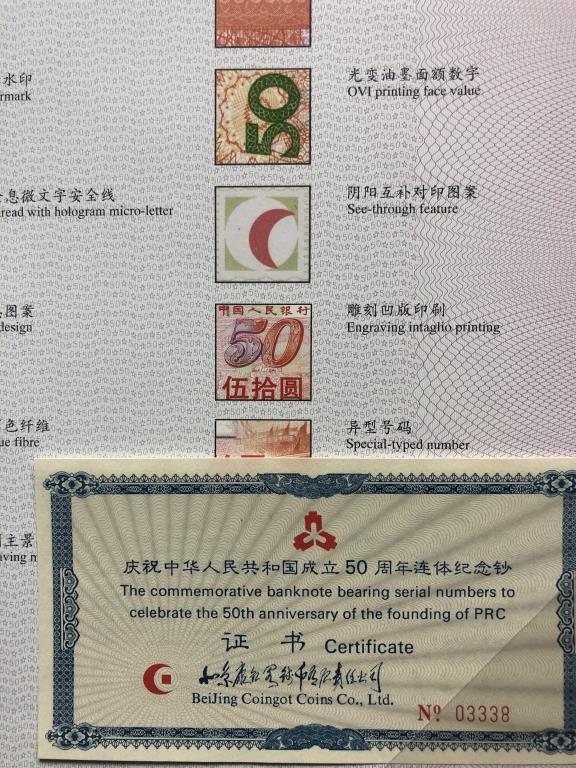 水印
rmark
光变油墨面额数字
OVI printing face value
50
息微文字安全线
read with hologram micro-letter
阴阳互补对印图案
See-through feature
图案
design
雕刻凹版印刷
Engraving intaglio printing
中国人民银行
50
伍拾圆
色纤维
ue fibre
异型号码
Special-typed number
主景
aving
庆祝中华人民共和国成立 50 周年连体纪念钞
The commemorative banknote bearing serial numbers to
celebrate the 50th anniversary of the founding of PRC
证 书 Certificate
BeiJing Coingot Coins Co., Ltd.
№ 03338